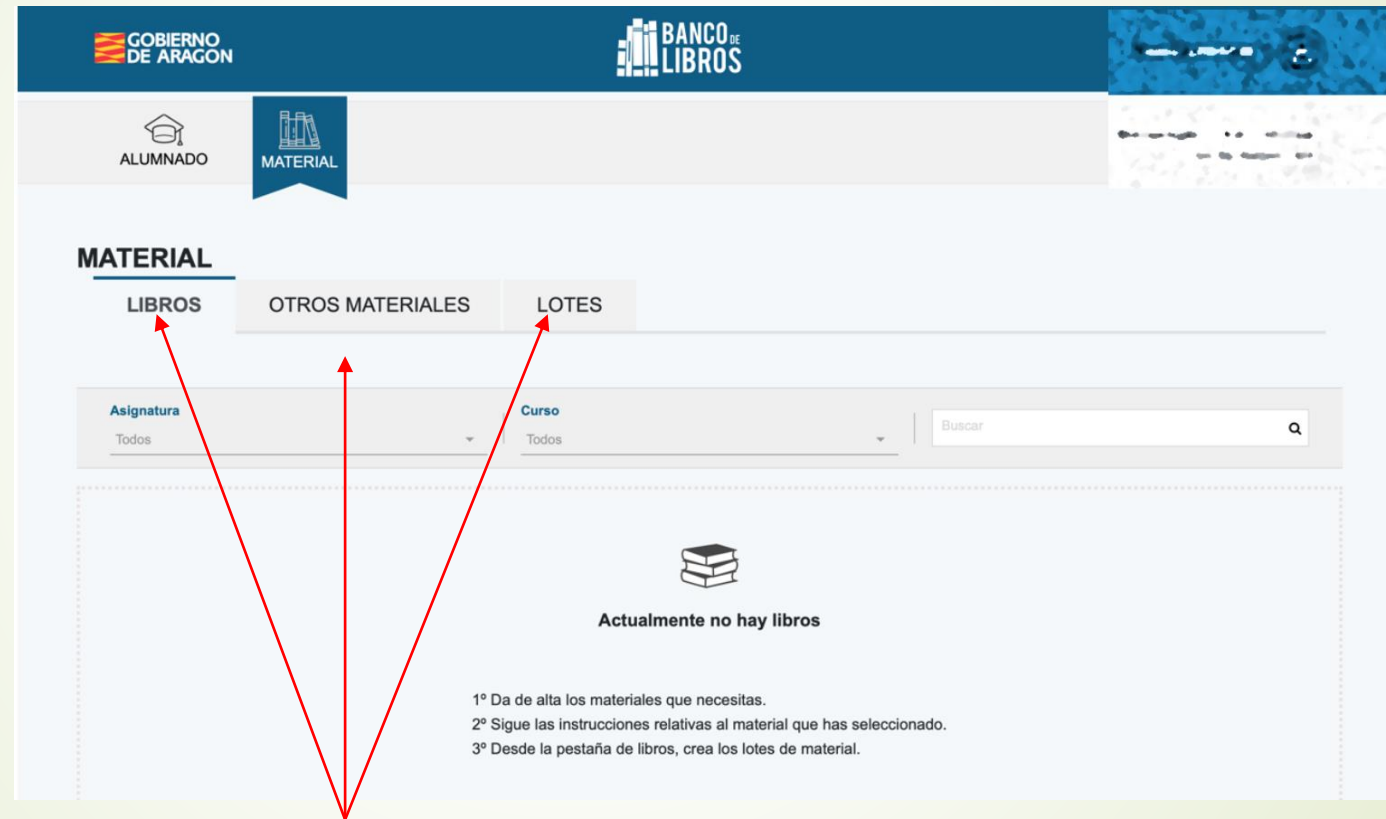 GOBIERNO
DE ARAGON
BANCO DE
LIBROS
ALUMNADO
MATERIAL
MATERIAL
LIBROS OTROS MATERIALES LOTES
Asignatura Curso
Todos Todos Buscar
Actualmente no hay libros
1º Da de alta los materiales que necesitas.
2º Sigue las instrucciones relativas al material que has seleccionado.
3º Desde la pestaña de libros, crea los lotes de material.